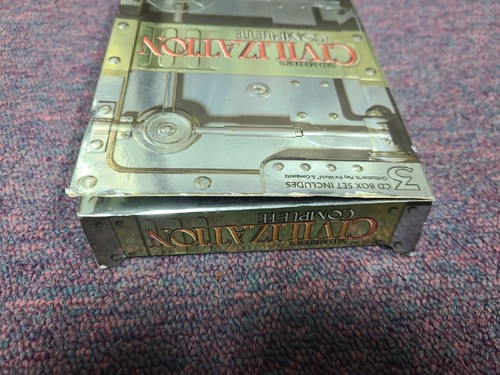 SID MEIER'S
CIVILIZATION
III
COMPLETE
3
CD BOX SET INCLUDES
Civilization III, Play the World & Conquests
SID MEIER'S
CIVILIZATION
III
COMPLETE